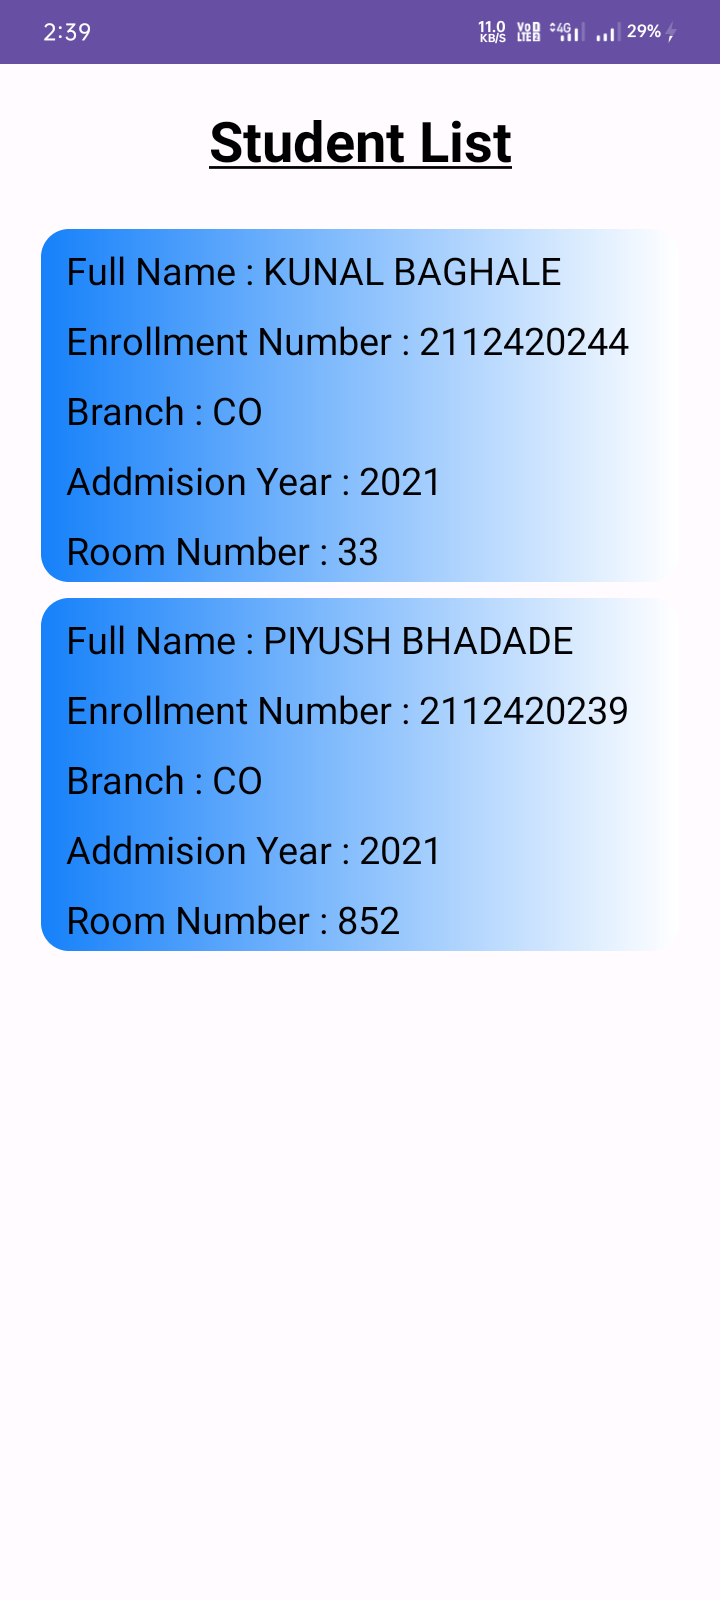 2:39 11.0 KB/S Vo LTE 4G 29%
Student List
Full Name : KUNAL BAGHALE
Enrollment Number : 2112420244
Branch : CO
Addmision Year : 2021
Room Number : 33
Full Name : PIYUSH BHADADE
Enrollment Number : 2112420239
Branch : CO
Addmision Year : 2021
Room Number : 852